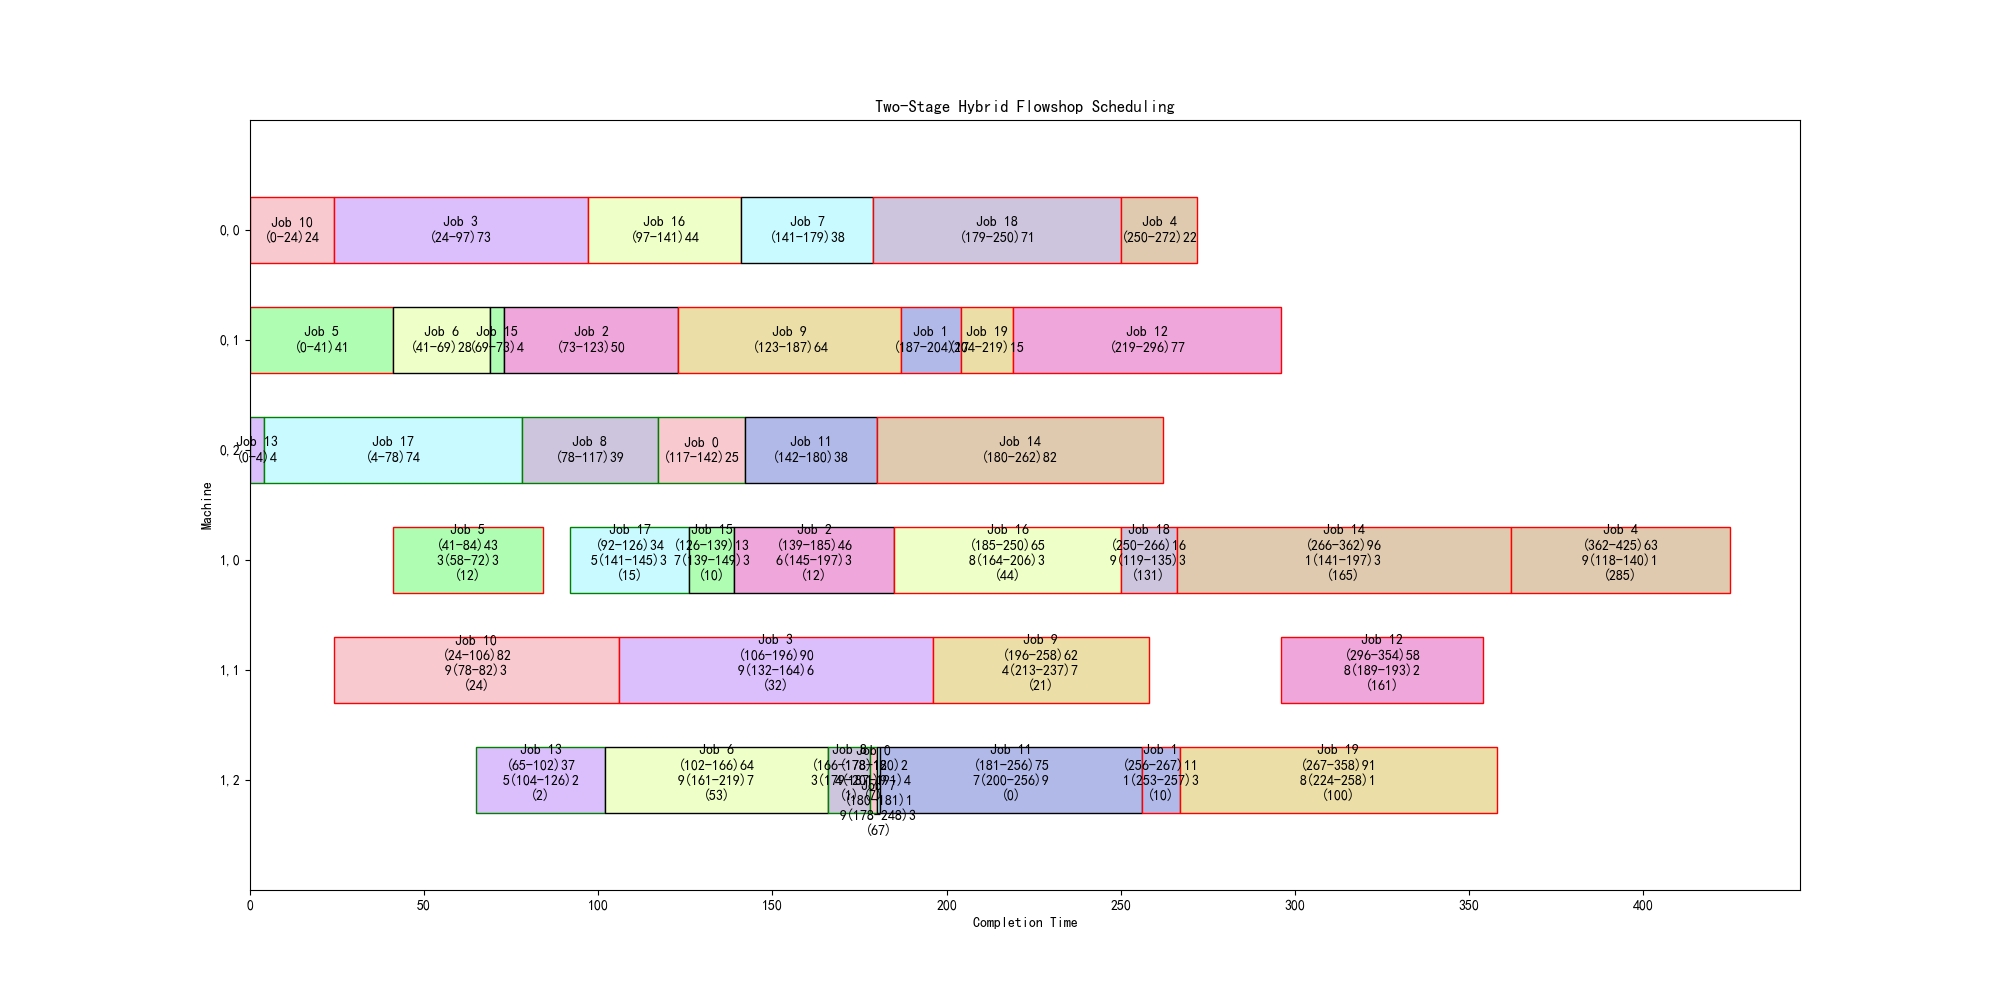 Two-Stage Hybrid Flowshop Scheduling
Machine
0,0
Job 10
(0-24)24
Job 3
(24-97)73
Job 16
(97-141)44
Job 7
(141-179)38
Job 18
(179-250)71
Job 4
(250-272)22
0,1
Job 5
(0-41)41
Job 6
(41-69)28
Job 15
(69-73)4
Job 2
(73-123)50
Job 9
(123-187)64
Job 1
(187-204)17
Job 19
(204-219)15
Job 12
(219-296)77
0,2
Job 13
(0-4)4
Job 17
(4-78)74
Job 8
(78-117)39
Job 0
(117-142)25
Job 11
(142-180)38
Job 14
(180-262)82
1,0
Job 5
(41-84)43
3(58-72)3
(12)
Job 17
(92-126)34
5(141-145)3
(15)
Job 15
(126-139)13
7(139-149)3
(10)
Job 2
(139-185)46
6(145-197)3
(12)
Job 16
(185-250)65
8(164-206)3
(44)
Job 18
(250-266)16
9(119-135)3
(131)
Job 14
(266-362)96
1(141-197)3
(165)
Job 4
(362-425)63
9(118-140)1
(285)
1,1
Job 10
(24-106)82
9(78-82)3
(24)
Job 3
(106-196)90
9(132-164)6
(32)
Job 9
(196-258)62
4(213-237)7
(21)
Job 12
(296-354)58
8(189-193)2
(161)
1,2
Job 13
(65-102)37
5(104-126)2
(2)
Job 6
(102-166)64
9(161-219)7
(53)
Job 8
Job 0
(178-180)2
Job 7
(180-181)1
9(178-248)3
(67)
Job 11
(181-256)75
7(200-256)9
(0)
Job 1
(256-267)11
1(253-257)3
(10)
Job 19
(267-358)91
8(224-258)1
(100)
0
50
100
150
200
250
300
350
400
Completion Time